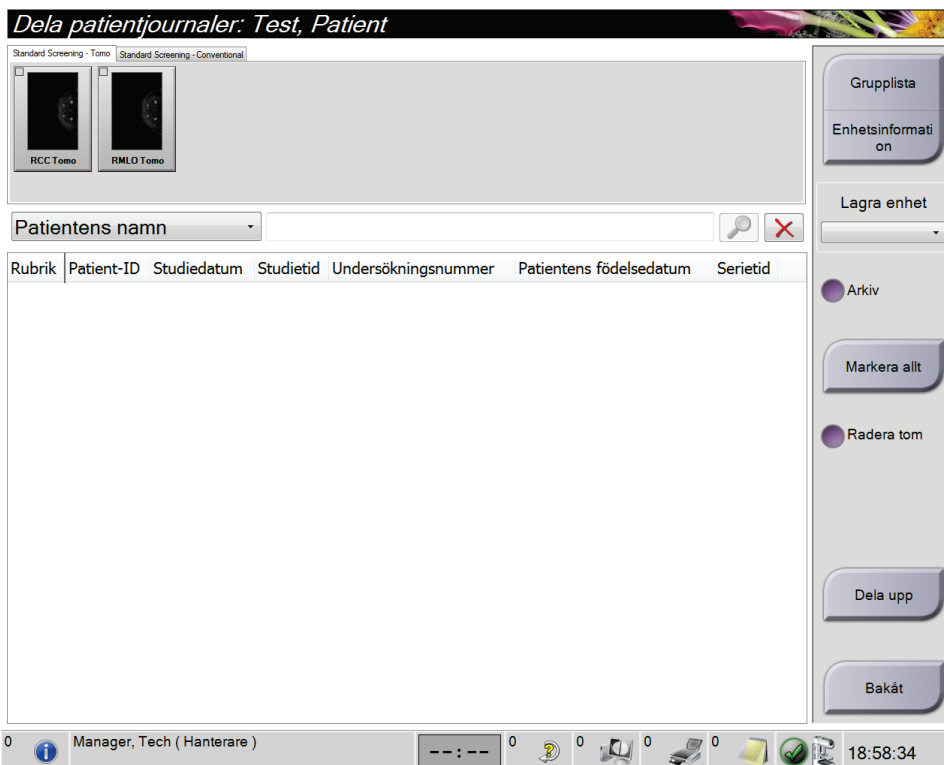 Dela patientjournaler: Test, Patient
Standard Screening - Tomo
Standard Screening - Conventional
RCC Tomo
RMLO Tomo
Patientens namn
Rubrik Patient-ID Studiedatum Studietid Undersökningsnummer Patientens födelsedatum Serietid
Grupplista
Enhetsinformati
on
Lagra enhet
Arkiv
Markera allt
Radera tom
Dela upp
Bakåt
0 Manager, Tech ( Hanterare ) --:-- 0 0 0 0 18:58:34